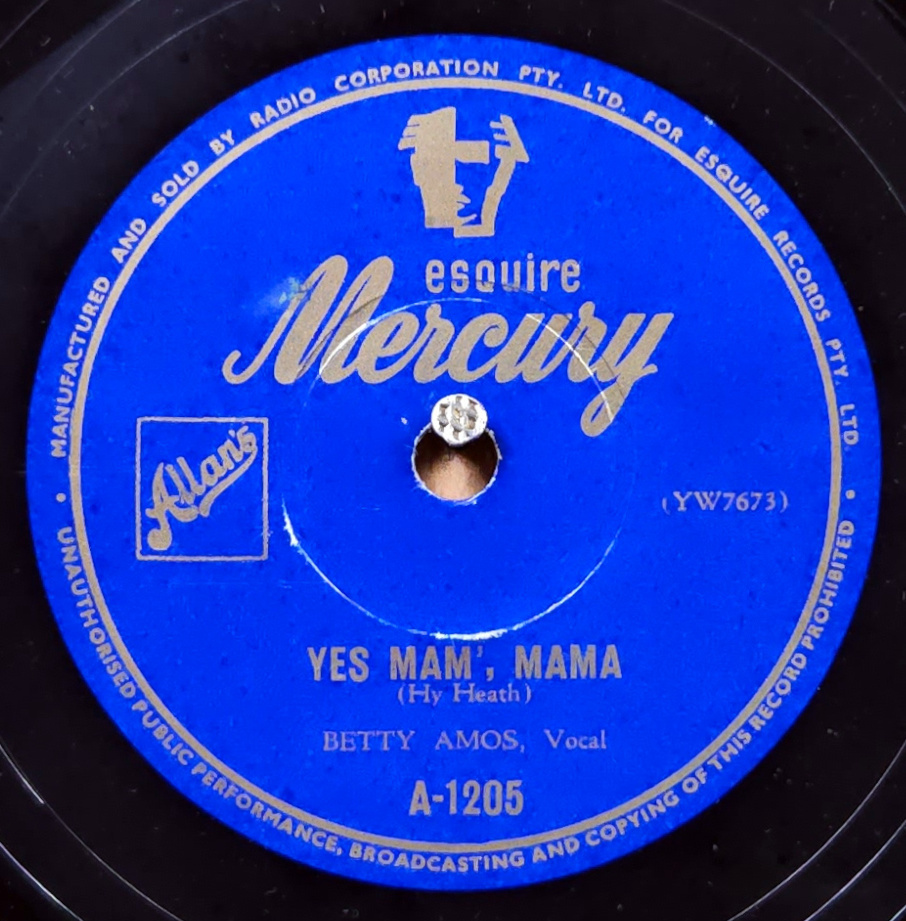 MANUFACTURED AND SOLD BY RADIO CORPORATION PTY. LTD. FOR ESQUIRE RECORDS PTY. LTD.
esquire
Mercury
Allan's
(YW7673)
YES MAM', MAMA
(Hy Heath)
BETTY AMOS, Vocal
A-1205
• UNAUTHORISED PUBLIC PERFORMANCE, BROADCASTING AND COPYING OF THIS RECORD PROHIBITED •